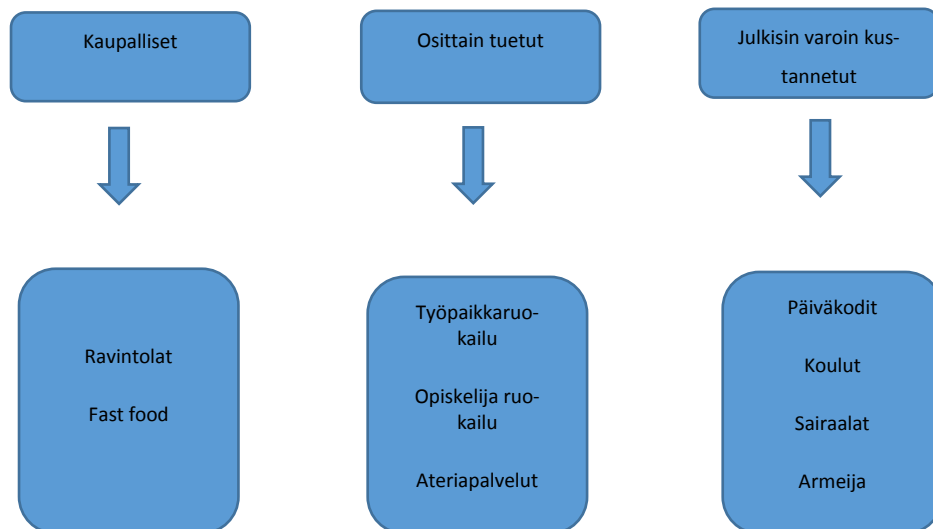 Kaupalliset
Osittain tuetut
Julkisin varoin kus-
tannetut
Ravintolat
Fast food
Työpaikkaruo-
kailu
Opiskelija ruo-
kailu
Ateriapalvelut
Päiväkodit
Koulut
Sairaalat
Armeija